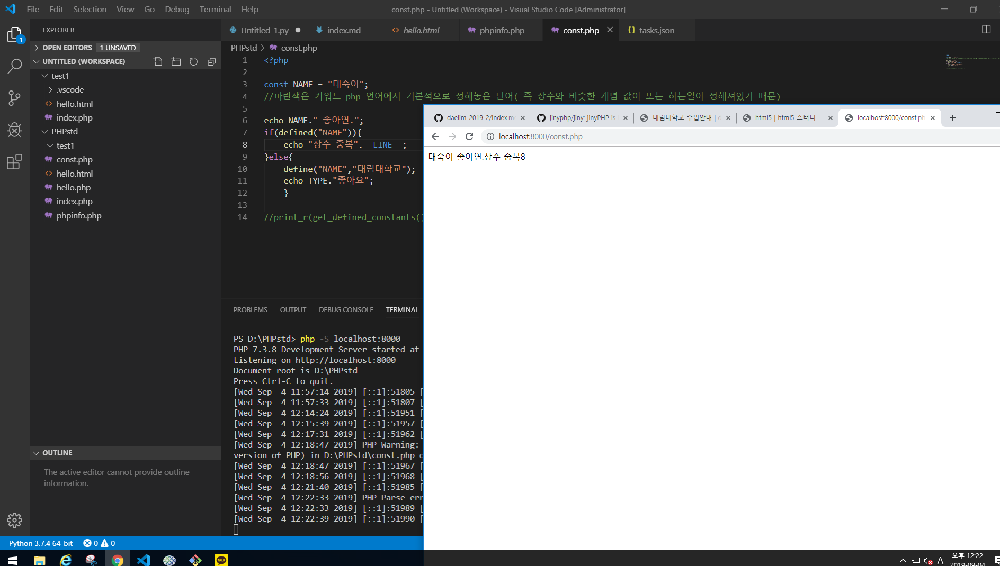 File Edit Selection View Go Debug Terminal Help
const.php - Untitled (Workspace) - Visual Studio Code [Administrator]
EXPLORER
1
OPEN EDITORS 1 UNSAVED
UNTITLED (WORKSPACE)
test1
.vscode
hello.html
index.php
PHPstd
test1
const.php
hello.html
hello.php
index.php
phpinfo.php
OUTLINE
The active editor cannot provide outline
information.
Untitled-1.py index.md hello.html phpinfo.php const.php tasks.json
PHPstd > const.php
1 <?php
2
3 const NAME = "대숙이";
4 //파란색은 키워드 php 언어에서 기본적으로 정해놓은 단어( 즉 상수와 비슷한 개념 값이 또는 하는일이 정해져있기 때문)
5
6 echo NAME." 좋아연.";
7 if(defined("NAME")){
8 echo "상수 중복".__LINE__;
9 }else{
10 define("NAME","대림대학교");
11 echo TYPE."좋아요";
12 }
13
14 //print_r(get_defined_constants()
PROBLEMS OUTPUT DEBUG CONSOLE TERMINAL
PS D:\PHPstd> php -S localhost:8000
PHP 7.3.8 Development Server started at
Listening on http://localhost:8000
Document root is D:\PHPstd
Press Ctrl-C to quit.
[Wed Sep  4 11:57:14 2019] [::1]:51805 [
[Wed Sep  4 11:57:33 2019] [::1]:51807 [
[Wed Sep  4 12:14:24 2019] [::1]:51951 [
[Wed Sep  4 12:15:39 2019] [::1]:51957 [
[Wed Sep  4 12:17:31 2019] [::1]:51962 [
[Wed Sep  4 12:18:47 2019] PHP Warning:
version of PHP) in D:\PHPstd\const.php o
[Wed Sep  4 12:18:47 2019] [::1]:51967 [
[Wed Sep  4 12:18:56 2019] [::1]:51968 [
[Wed Sep  4 12:21:40 2019] [::1]:51985 [
[Wed Sep  4 12:22:33 2019] PHP Parse err
[Wed Sep  4 12:22:33 2019] [::1]:51989 [
[Wed Sep  4 12:22:39 2019] [::1]:51990 [
daelim_2019_2/index.m jinyphp/jiny: jinyPHP is 대림대학교 수업안내 | d html5 | html5 스터디 localhost:8000/const.ph
localhost:8000/const.php
대숙이 좋아연.상수 중복8
Python 3.7.4 64-bit 0 0
TALK
A 오후 12:22
2019-09-04